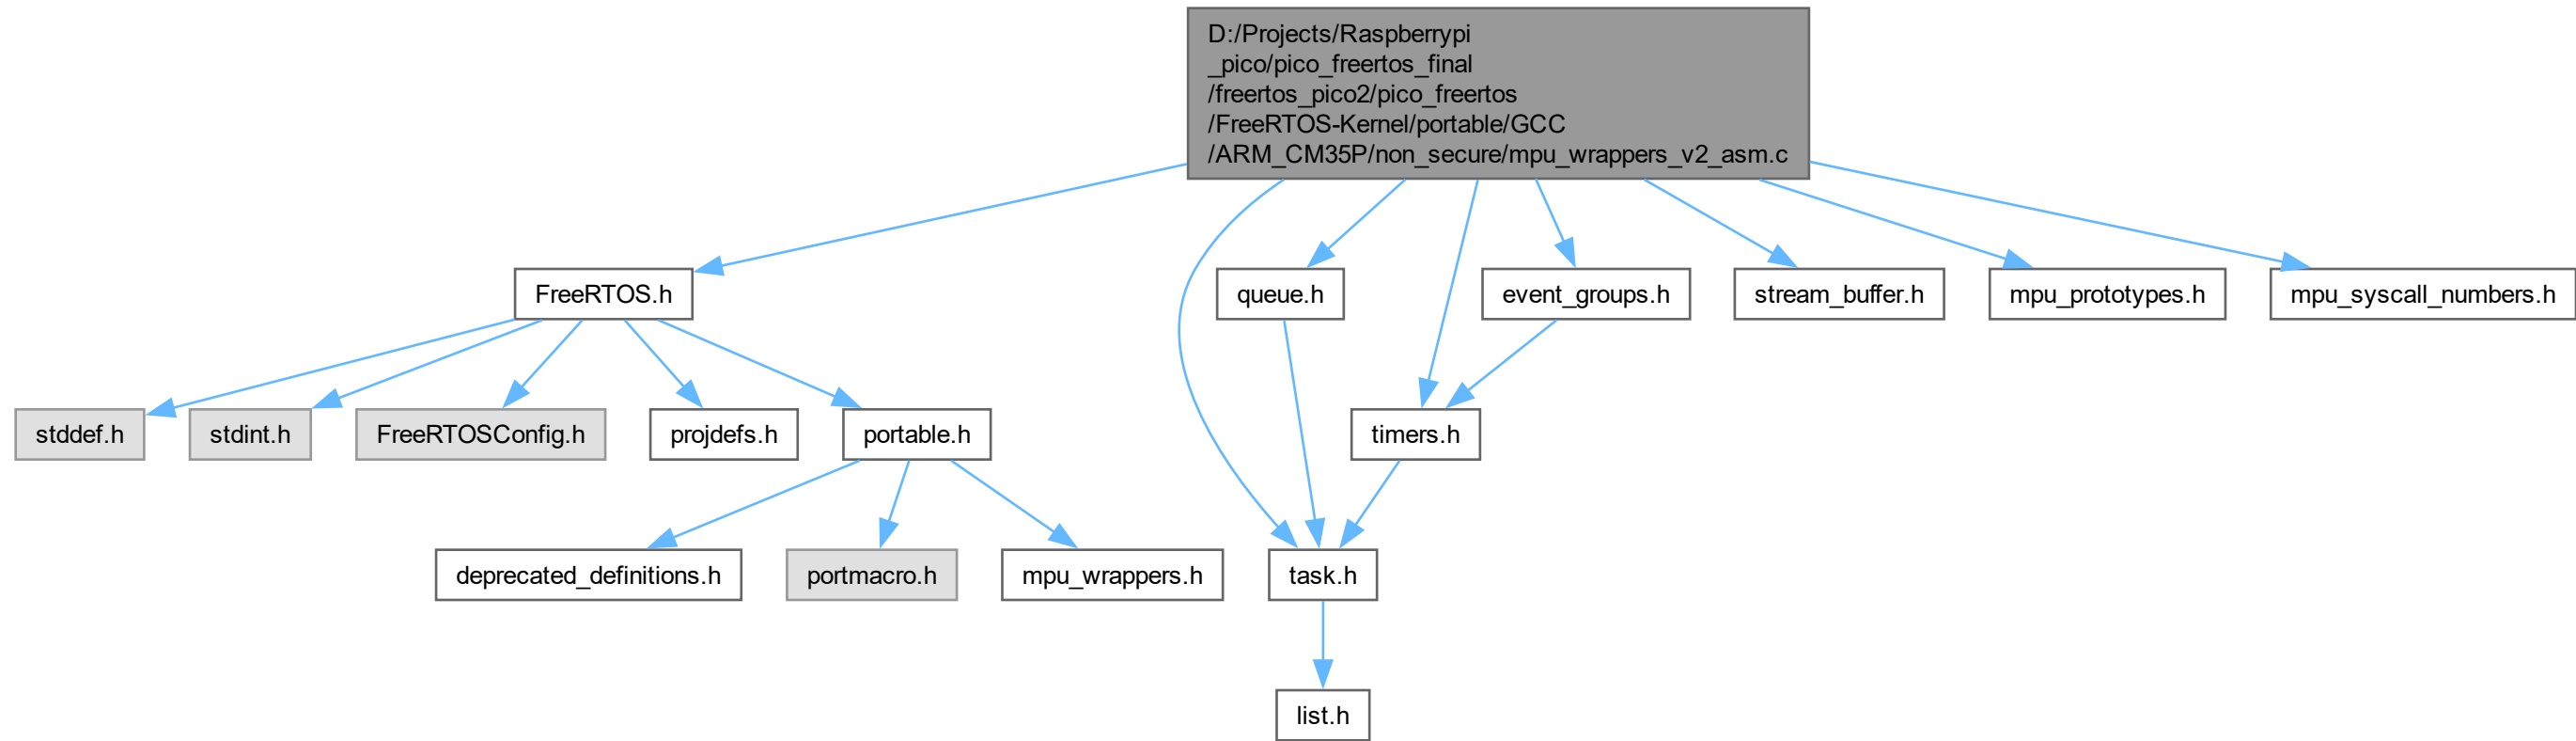 D:/Projects/Raspberrypi
_pico/pico_freertos_final
/freertos_pico2/pico_freertos
/FreeRTOS-Kernel/portable/GCC
/ARM_CM35P/non_secure/mpu_wrappers_v2_asm.c
FreeRTOS.h
queue.h
event_groups.h
stream_buffer.h
mpu_prototypes.h
mpu_syscall_numbers.h
stddef.h
stdint.h
FreeRTOSConfig.h
projdefs.h
portable.h
timers.h
deprecated_definitions.h
portmacro.h
mpu_wrappers.h
task.h
list.h